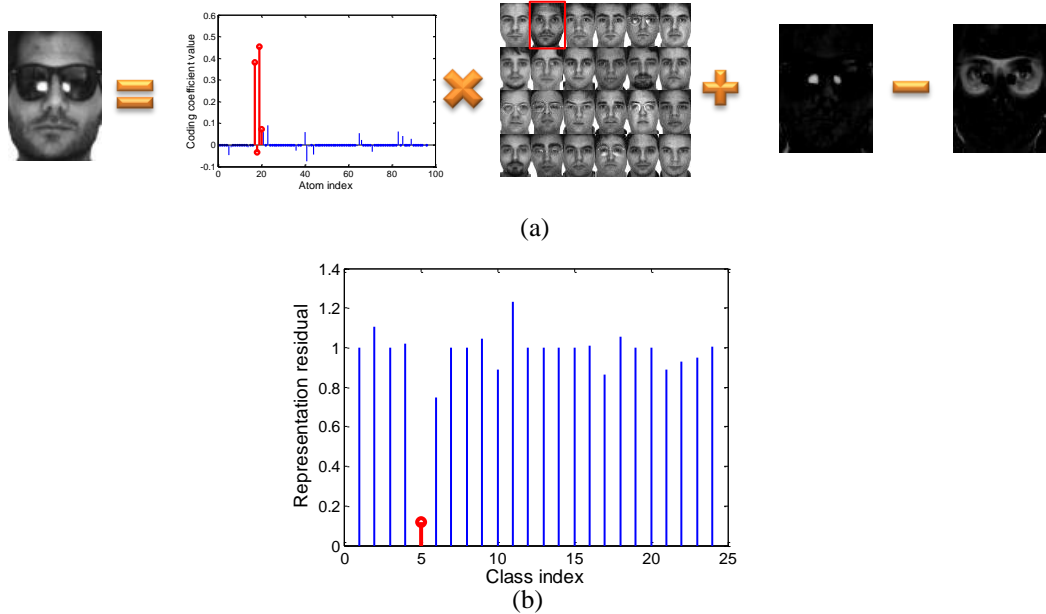 0.6
0.5
0.4
0.3
0.2
0.1
0
-0.1
Coding coefficient value
0 20 40 60 80 100
Atom index
(a)
1.4
1.2
1
0.8
0.6
0.4
0.2
0
Representation residual
0 5 10 15 20 25
Class index
(b)